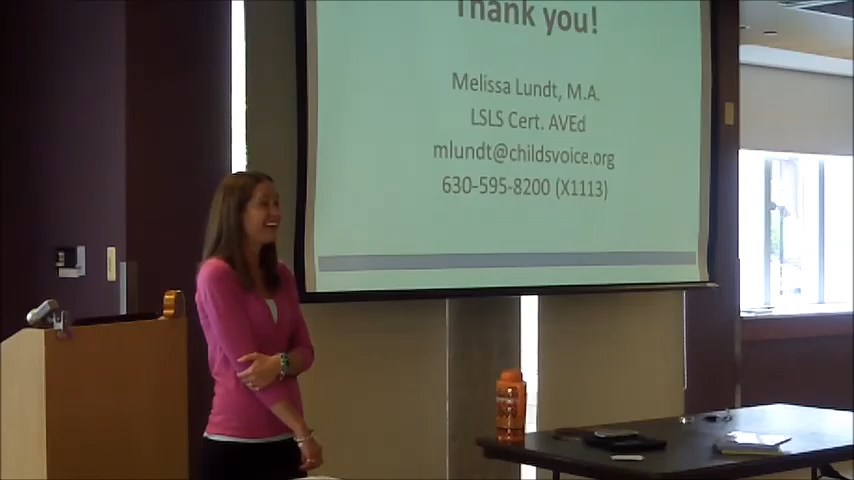 Thank you!
Melissa Lundt, M.A.
LSLS Cert. AVEd
mlundt@childsvoice.org
630-595-8200 (X1113)